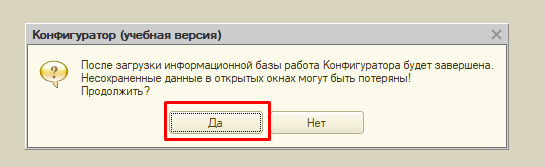 Конфигуратор (учебная версия)
После загрузки информационной базы работа Конфигуратора будет завершена.
Несохраненные данные в открытых окнах могут быть потеряны!
Продолжить?
Да
Нет